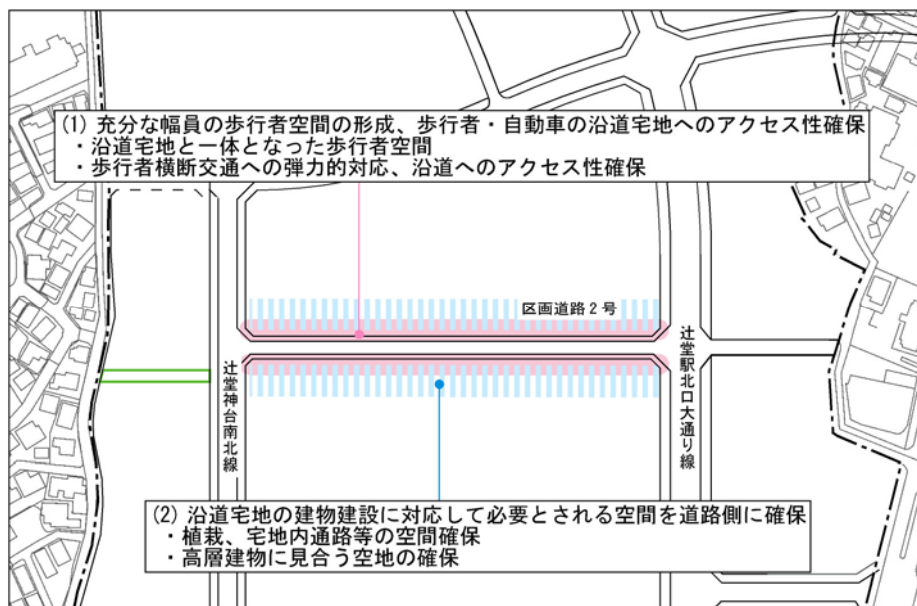 (1) 充分な幅員の歩行者空間の形成、歩行者・自動車の沿道宅地へのアクセス性確保
・沿道宅地と一体となった歩行者空間
・歩行者横断交通への弾力的対応、沿道へのアクセス性確保
区画道路２号
辻堂神台南北線
辻堂駅北口大通り線
(2) 沿道宅地の建物建設に対応して必要とされる空間を道路側に確保
・植栽、宅地内通路等の空間確保
・高層建物に見合う空地の確保